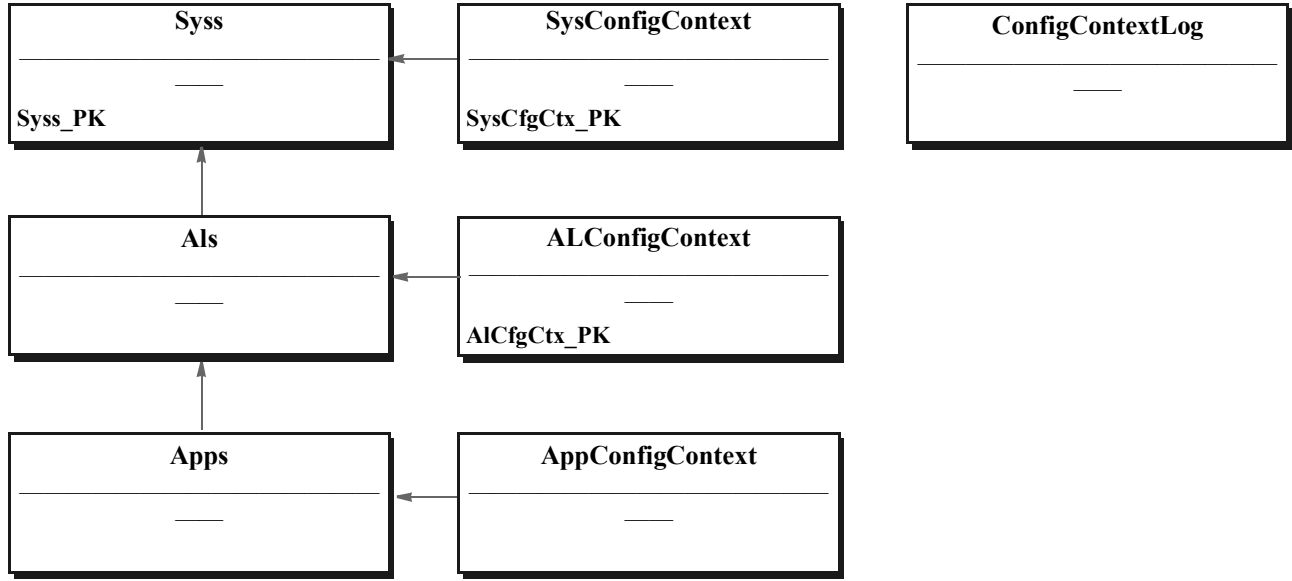 Syss
Syss_PK
SysConfigContext
SysCfgCtx_PK
ConfigContextLog
Als
ALConfigContext
AlCfgCtx_PK
Apps
AppConfigContext